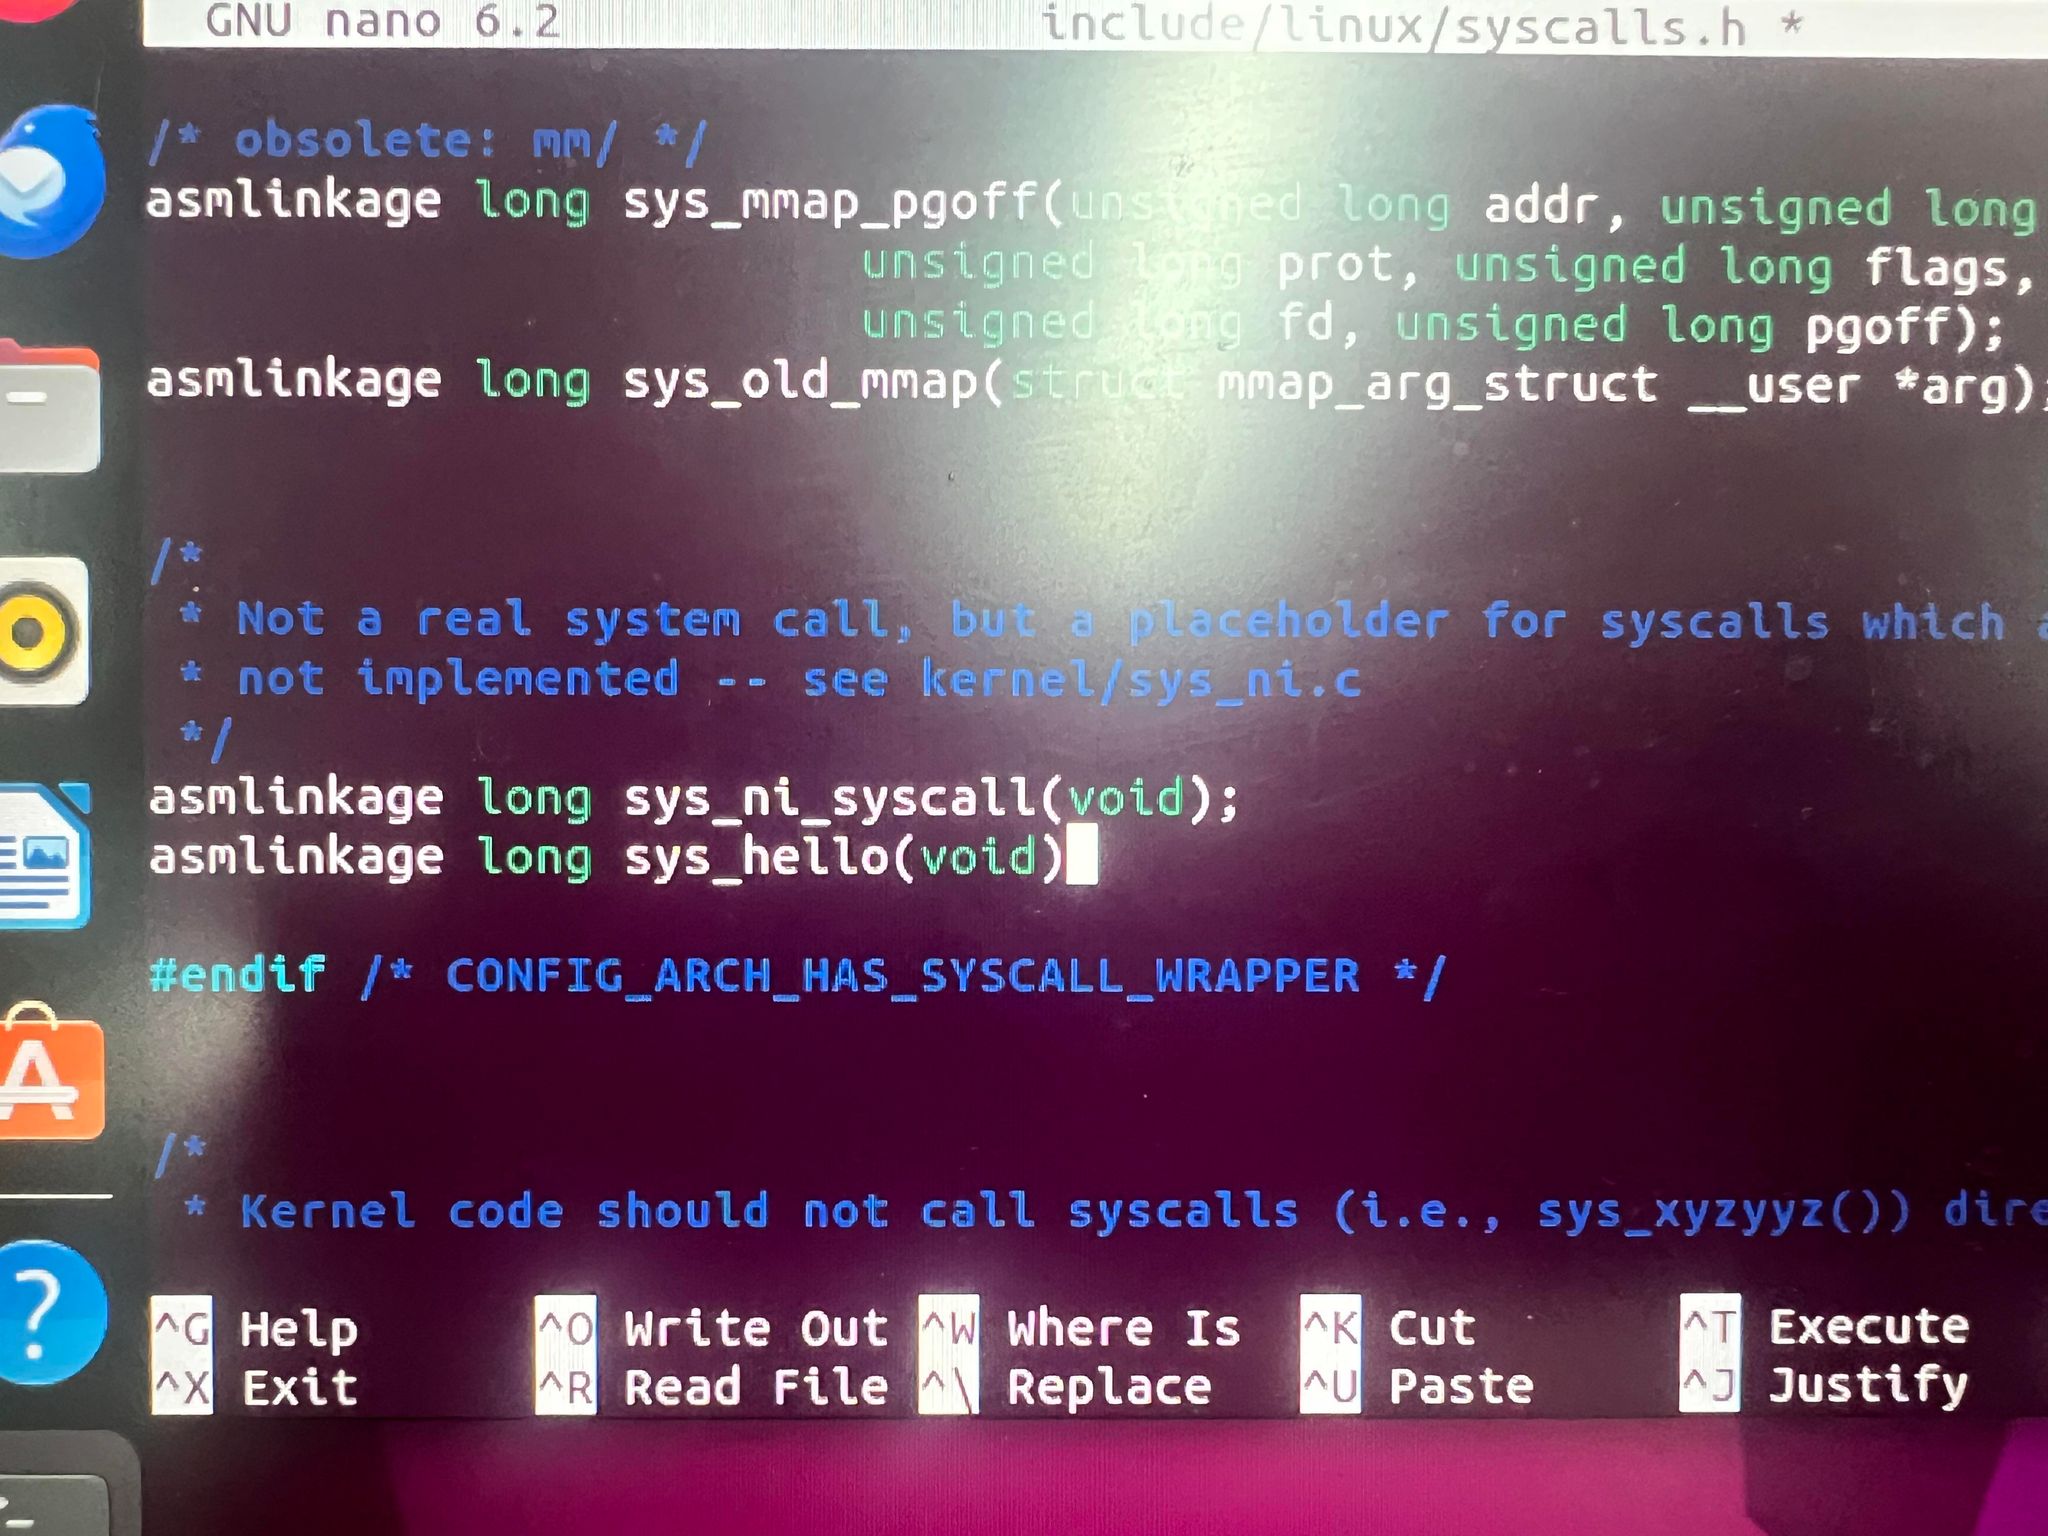 GNU nano 6.2 include/linux/syscalls.h *
/* obsolete: mm/ */
asmlinkage long sys_mmap_pgoff(unsigned long addr, unsigned long
unsigned long prot, unsigned long flags,
unsigned long fd, unsigned long pgoff);
asmlinkage long sys_old_mmap(struct mmap_arg_struct __user *arg);
/*
* Not a real system call, but a placeholder for syscalls which
* not implemented -- see kernel/sys_ni.c
*/
asmlinkage long sys_ni_syscall(void);
asmlinkage long sys_hello(void)
#endif /* CONFIG_ARCH_HAS_SYSCALL_WRAPPER */
/*
* Kernel code should not call syscalls (i.e., sys_xyzyyz()) dire
^G Help ^O Write Out ^W Where Is ^K Cut ^T Execute
^X Exit ^R Read File ^\ Replace ^U Paste ^J Justify